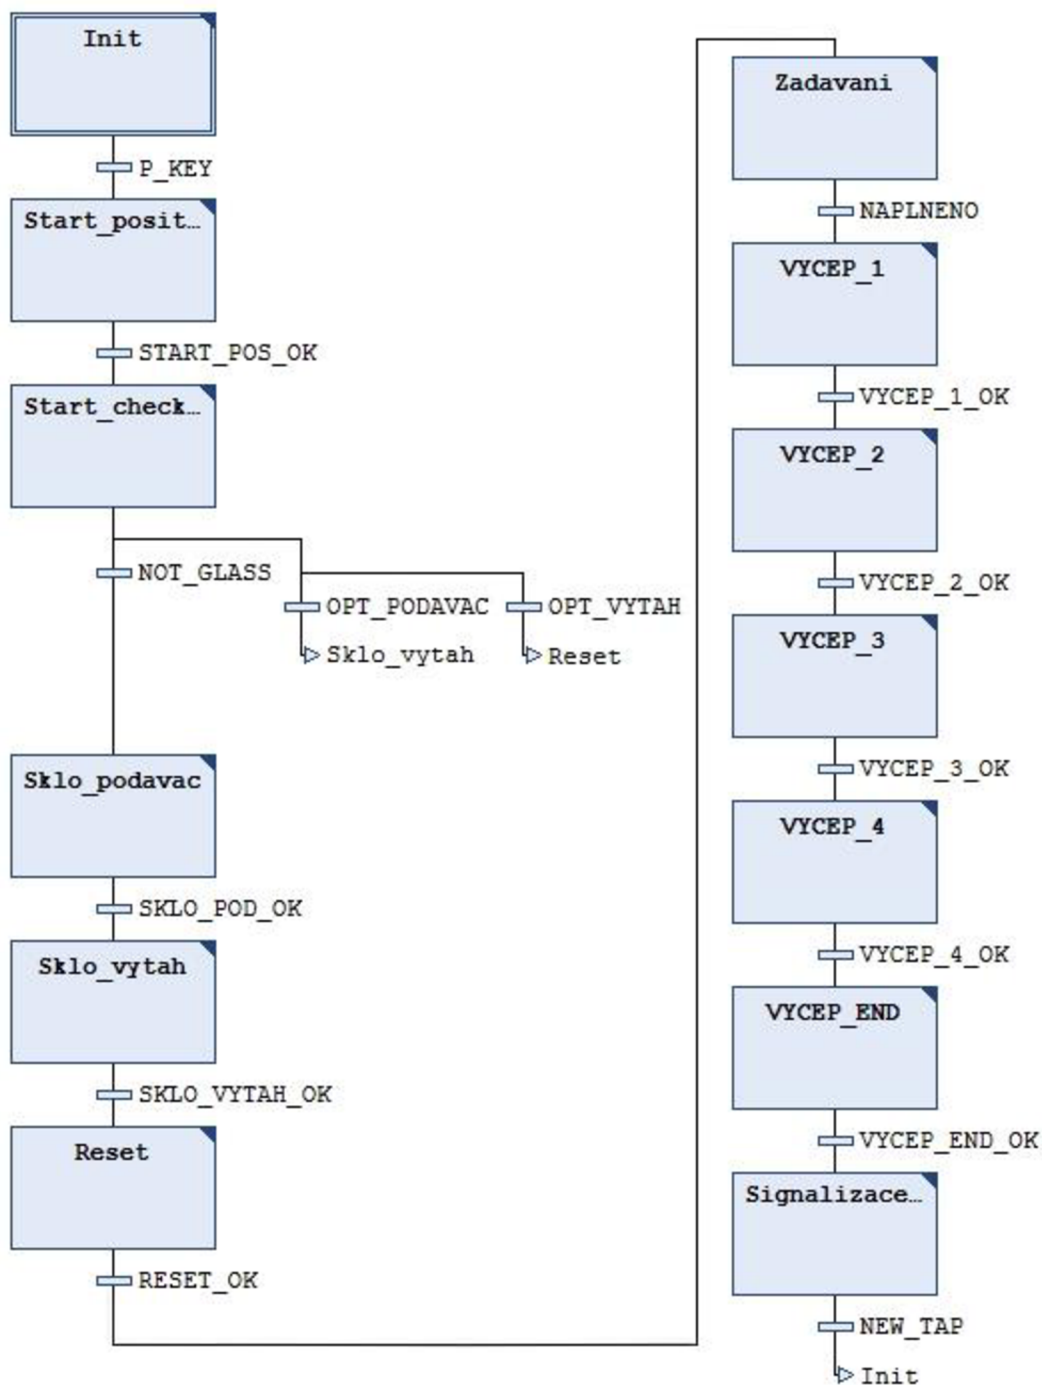 Init
P_KEY
Start_posit…
START_POS_OK
Start_check…
NOT_GLASS
OPT_PODAVAC
OPT_VYTAH
Sklo_vytah
Reset
Sklo_podavac
SKLO_POD_OK
Sklo_vytah
SKLO_VYTAH_OK
Reset
RESET_OK
Zadavani
NAPLNENO
VYCEP_1
VYCEP_1_OK
VYCEP_2
VYCEP_2_OK
VYCEP_3
VYCEP_3_OK
VYCEP_4
VYCEP_4_OK
VYCEP_END
VYCEP_END_OK
Signalizace…
NEW_TAP
Init